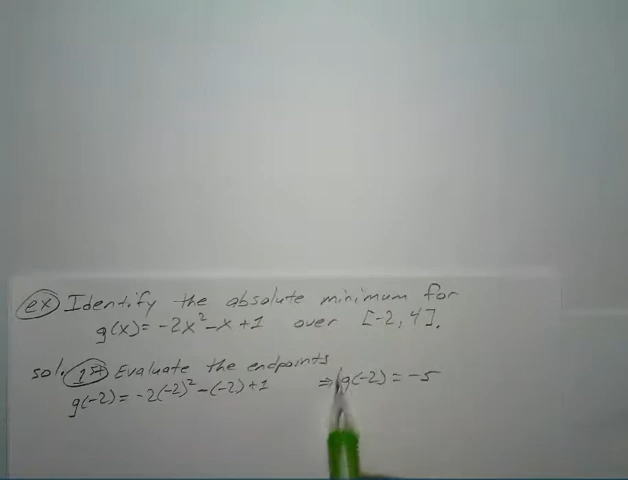 ex Identify the absolute minimum for
g(x) = -2x² - x + 1 over [-2, 4].
sol. 1st Evaluate the endpoints
g(-2) = -2(-2)² - (-2) + 1 ⇒ g(-2) = -5